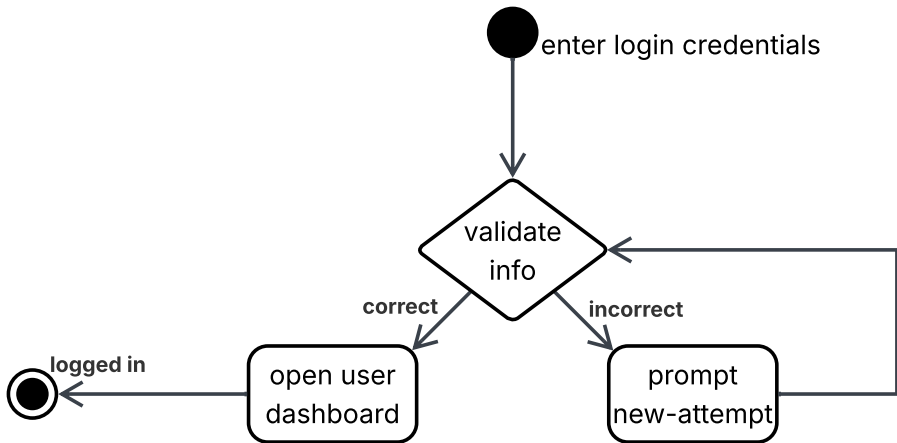 enter login credentials
validate
info
correct
incorrect
logged in
open user
dashboard
prompt
new-attempt